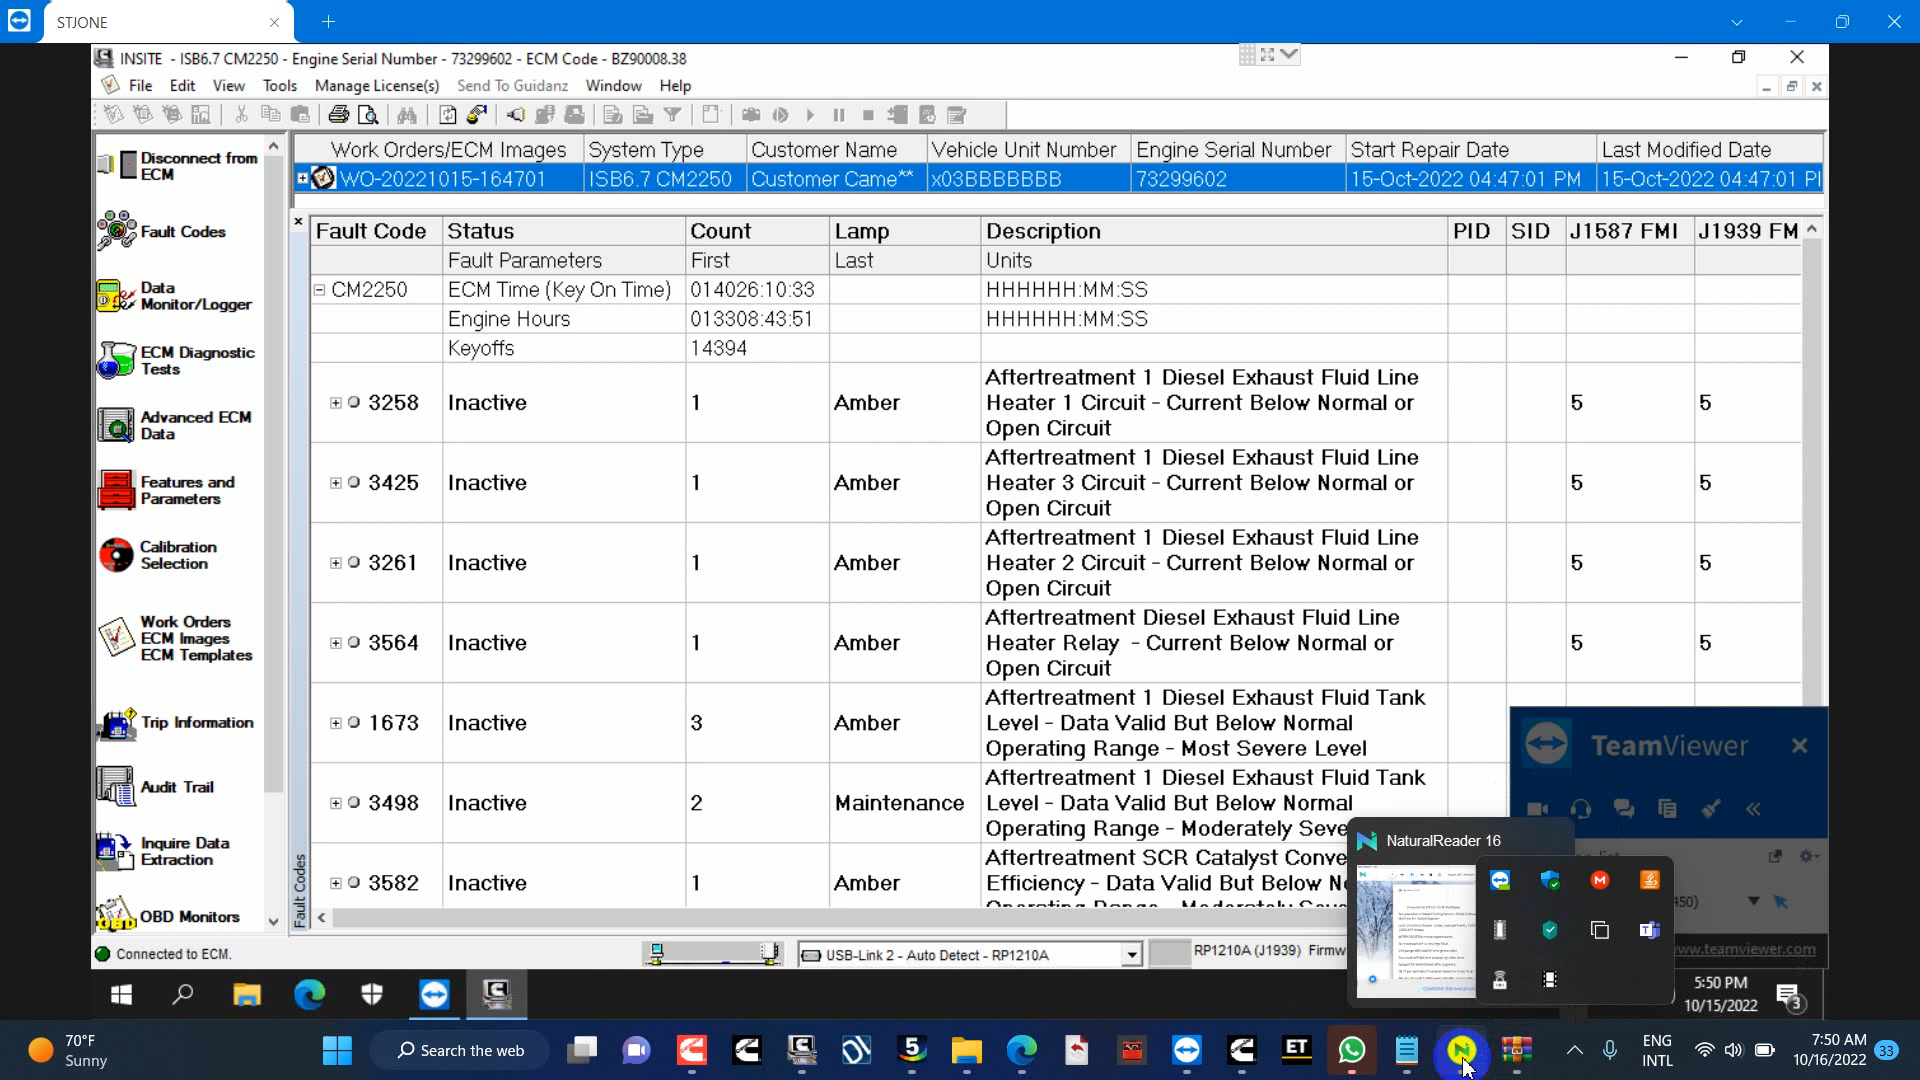 STJONE
INSITE - ISB6.7 CM2250 - Engine Serial Number - 73299602 - ECM Code - BZ90008.38
File Edit View Tools Manage License(s) Send To Guidanz Window Help
Disconnect from
ECM
Fault Codes
Data
Monitor/Logger
ECM Diagnostic
Tests
Advanced ECM
Data
Features and
Parameters
Calibration
Selection
Work Orders
ECM Images
ECM Templates
Trip Information
Audit Trail
Inquire Data
Extraction
OBD Monitors
Work Orders/ECM Images System Type Customer Name Vehicle Unit Number Engine Serial Number Start Repair Date Last Modified Date
WO-20221015-164701 ISB6.7 CM2250 Customer Came** x03BBBBBBB 73299602 15-Oct-2022 04:47:01 PM 15-Oct-2022 04:47:01 P
Fault Code Status Count Lamp Description PID SID J1587 FMI J1939 FM
Fault Parameters First Last Units
CM2250 ECM Time (Key On Time) 014026:10:33 HHHHHH:MM:SS
Engine Hours 013308:43:51 HHHHHH:MM:SS
Keyoffs 14394
Aftertreatment 1 Diesel Exhaust Fluid Line
3258 Inactive 1 Amber Heater 1 Circuit - Current Below Normal or 5 5
Open Circuit
Aftertreatment 1 Diesel Exhaust Fluid Line
3425 Inactive 1 Amber Heater 3 Circuit - Current Below Normal or 5 5
Open Circuit
Aftertreatment 1 Diesel Exhaust Fluid Line
3261 Inactive 1 Amber Heater 2 Circuit - Current Below Normal or 5 5
Open Circuit
Aftertreatment Diesel Exhaust Fluid Line
3564 Inactive 1 Amber Heater Relay - Current Below Normal or 5 5
Open Circuit
Aftertreatment 1 Diesel Exhaust Fluid Tank
1673 Inactive 3 Amber Level - Data Valid But Below Normal
Operating Range - Most Severe Level
Aftertreatment 1 Diesel Exhaust Fluid Tank
3498 Inactive 2 Maintenance Level - Data Valid But Below Normal
Operating Range - Moderately Seve
Aftertreatment SCR Catalyst Conve
3582 Inactive 1 Amber Efficiency - Data Valid But Below No
Fault Codes
TeamViewer
www.teamviewer.com
NaturalReader 16
Connected to ECM.
USB-Link 2 - Auto Detect - RP1210A
RP1210A (J1939) Firmw
5:50 PM
10/15/2022
3
70°F
Sunny
Search the web
5
ET
ENG
INTL
7:50 AM
10/16/2022
33